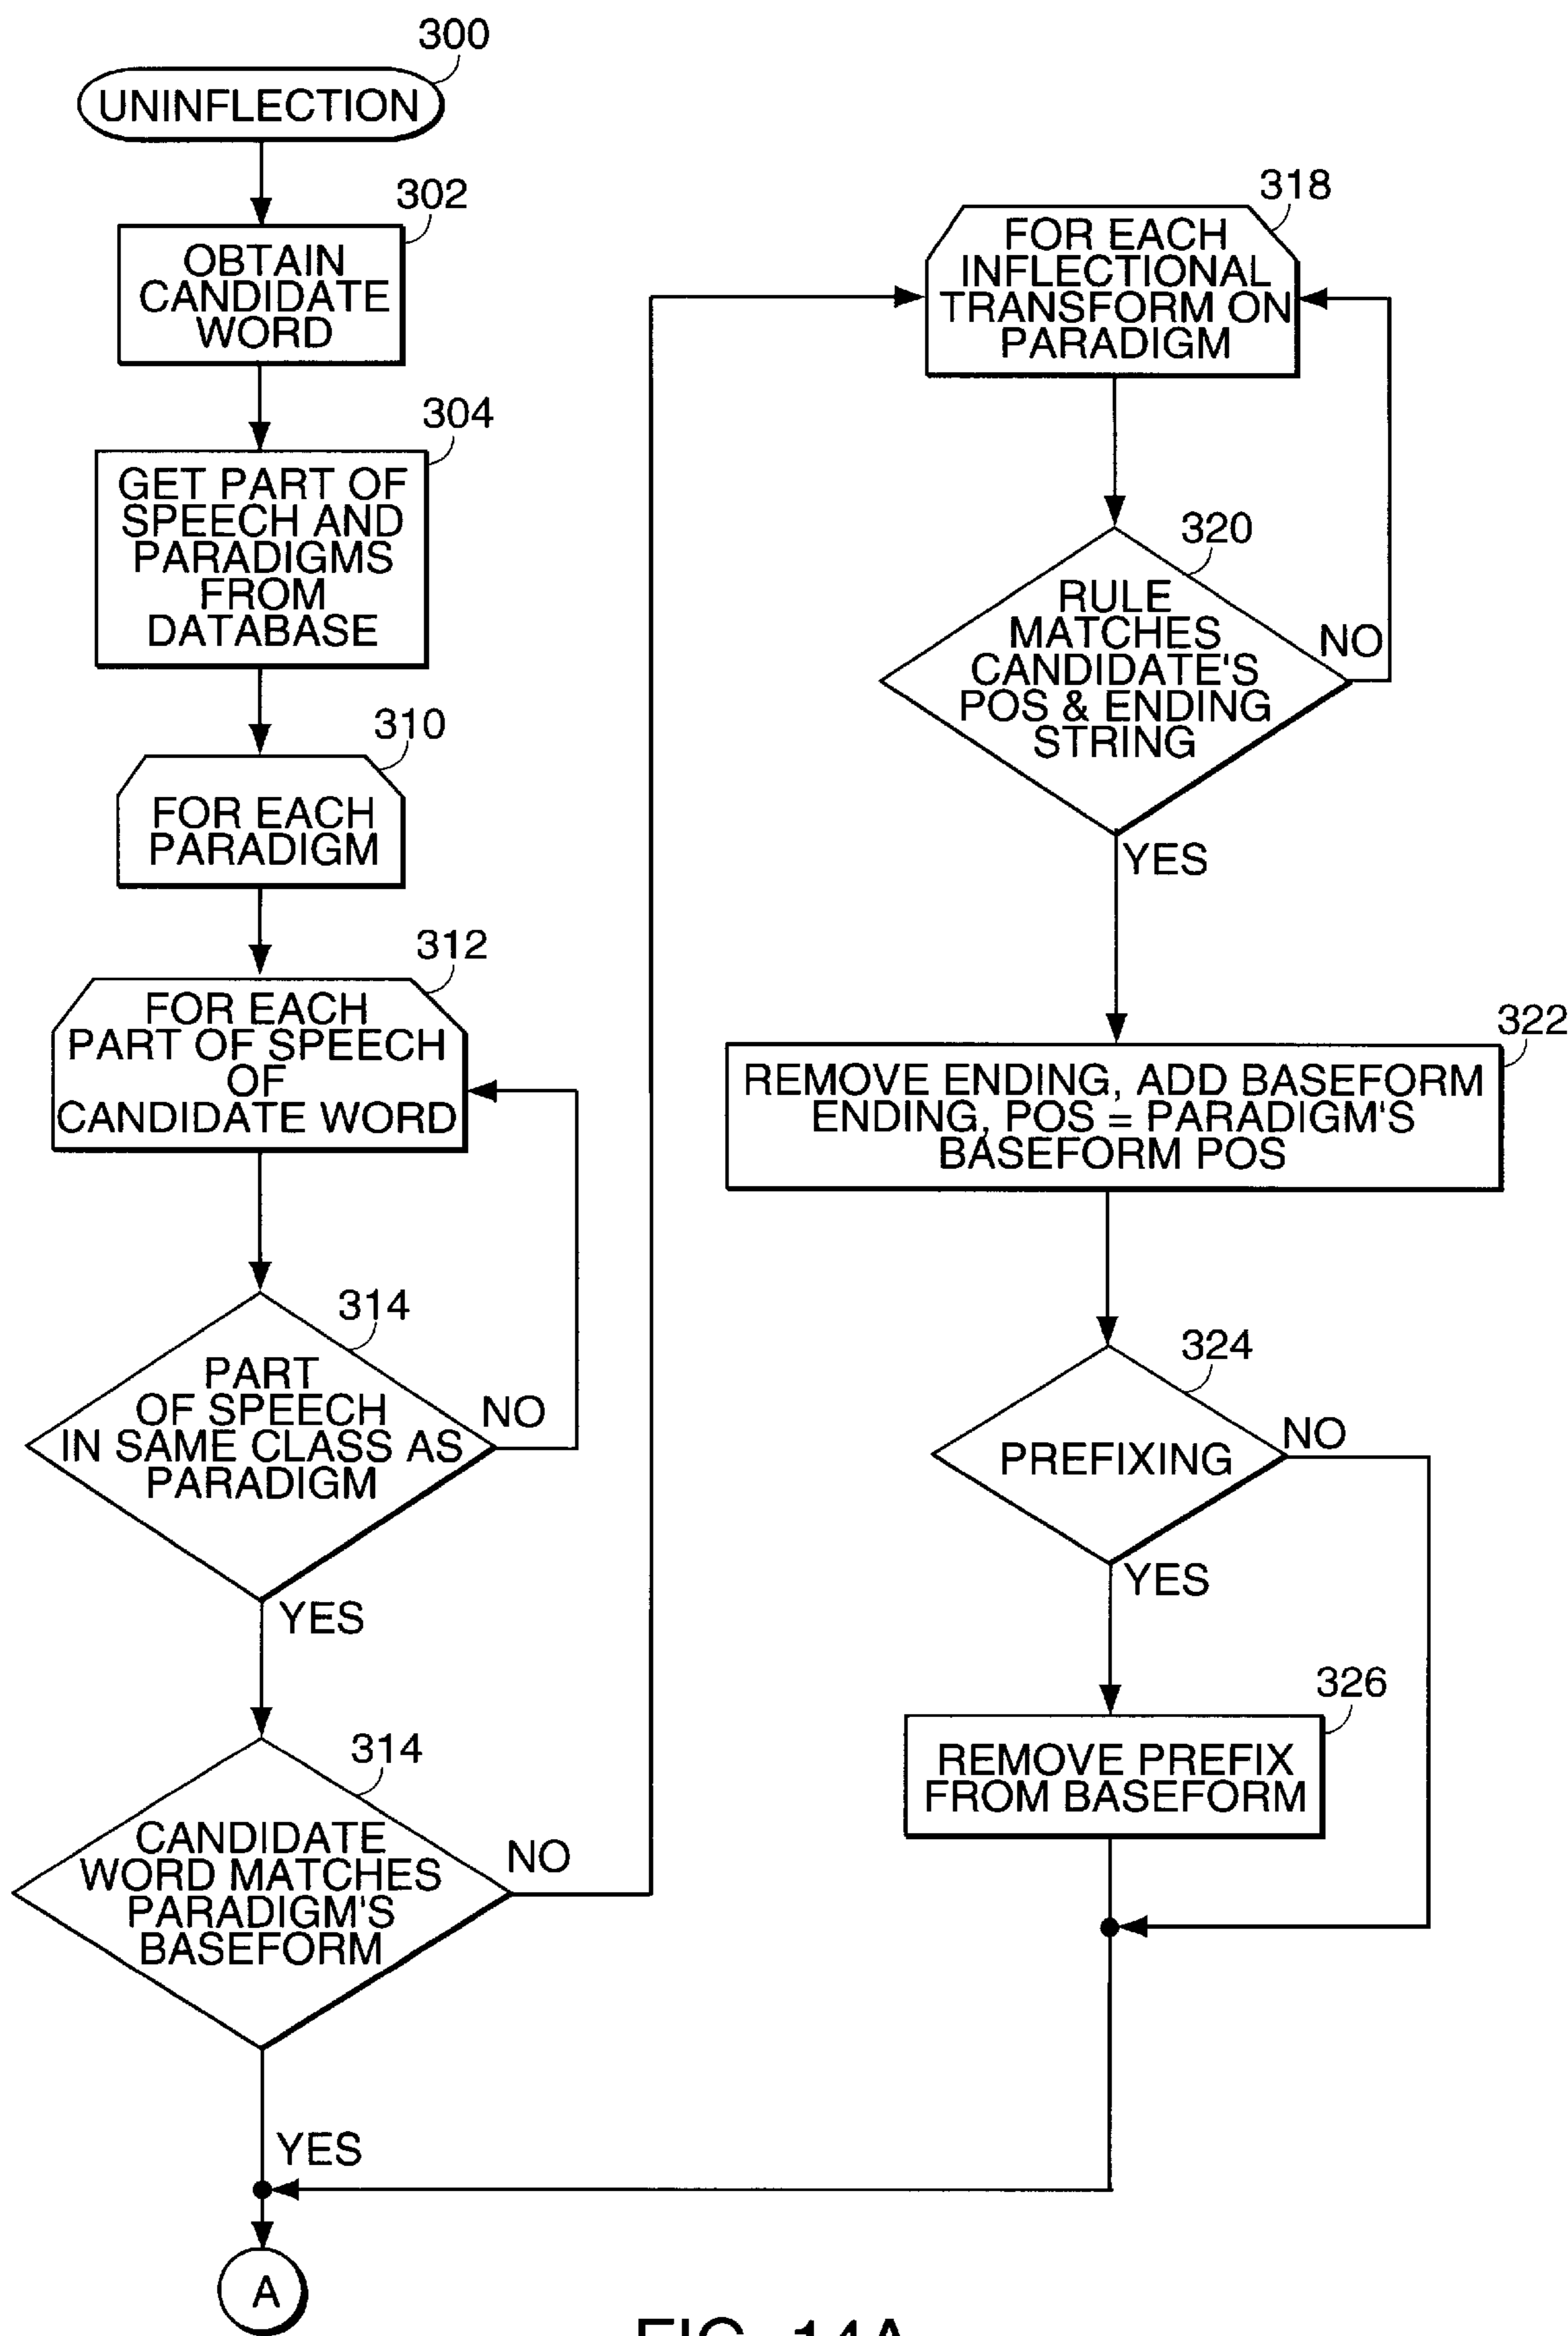 300
UNINFLECTION
302
OBTAIN
CANDIDATE
WORD
304
GET PART OF
SPEECH AND
PARADIGMS
FROM
DATABASE
310
FOR EACH
PARADIGM
312
FOR EACH
PART OF SPEECH
OF
CANDIDATE WORD
314
PART
OF SPEECH
IN SAME CLASS AS
PARADIGM
NO
YES
314
CANDIDATE
WORD MATCHES
PARADIGM'S
BASEFORM
NO
YES
A
318
FOR EACH
INFLECTIONAL
TRANSFORM ON
PARADIGM
320
RULE
MATCHES
CANDIDATE'S
POS & ENDING
STRING
NO
YES
322
REMOVE ENDING, ADD BASEFORM
ENDING, POS = PARADIGM'S
BASEFORM POS
324
PREFIXING
NO
YES
326
REMOVE PREFIX
FROM BASEFORM
FIG. 14A